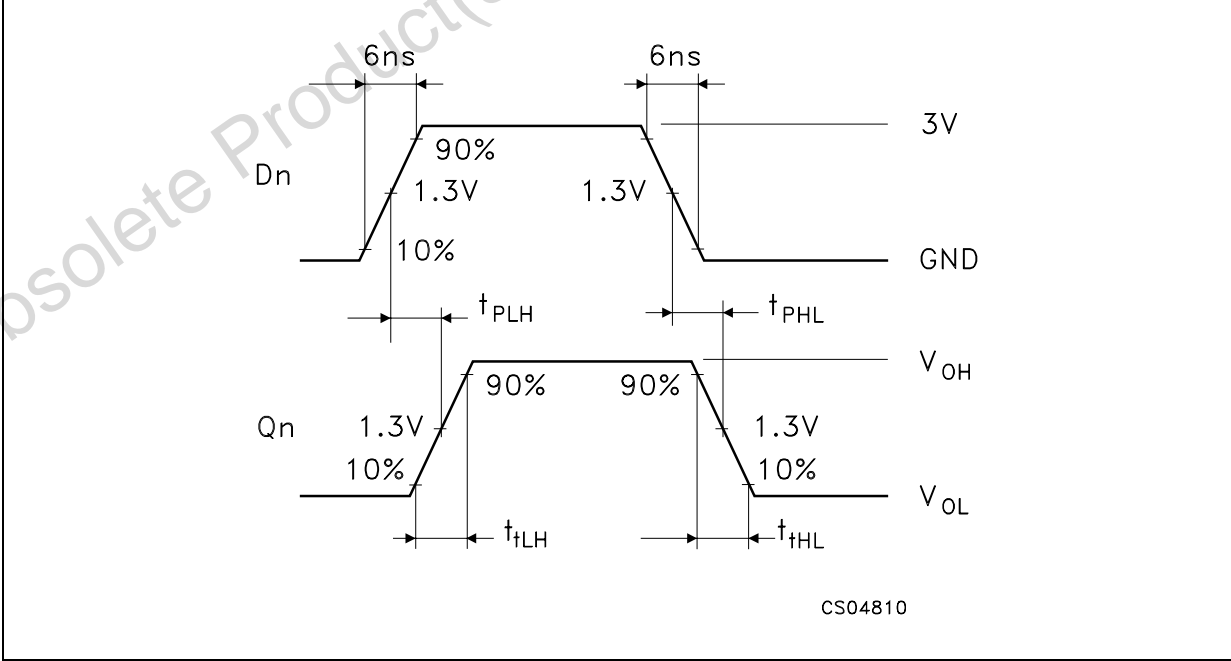 bsolete Product(
6ns 6ns
3V
90%
Dn
1.3V 1.3V
10%
GND
tPLH tPHL
VOH
90% 90%
Qn 1.3V 1.3V
10% 10%
VOL
ttLH ttHL
CS04810